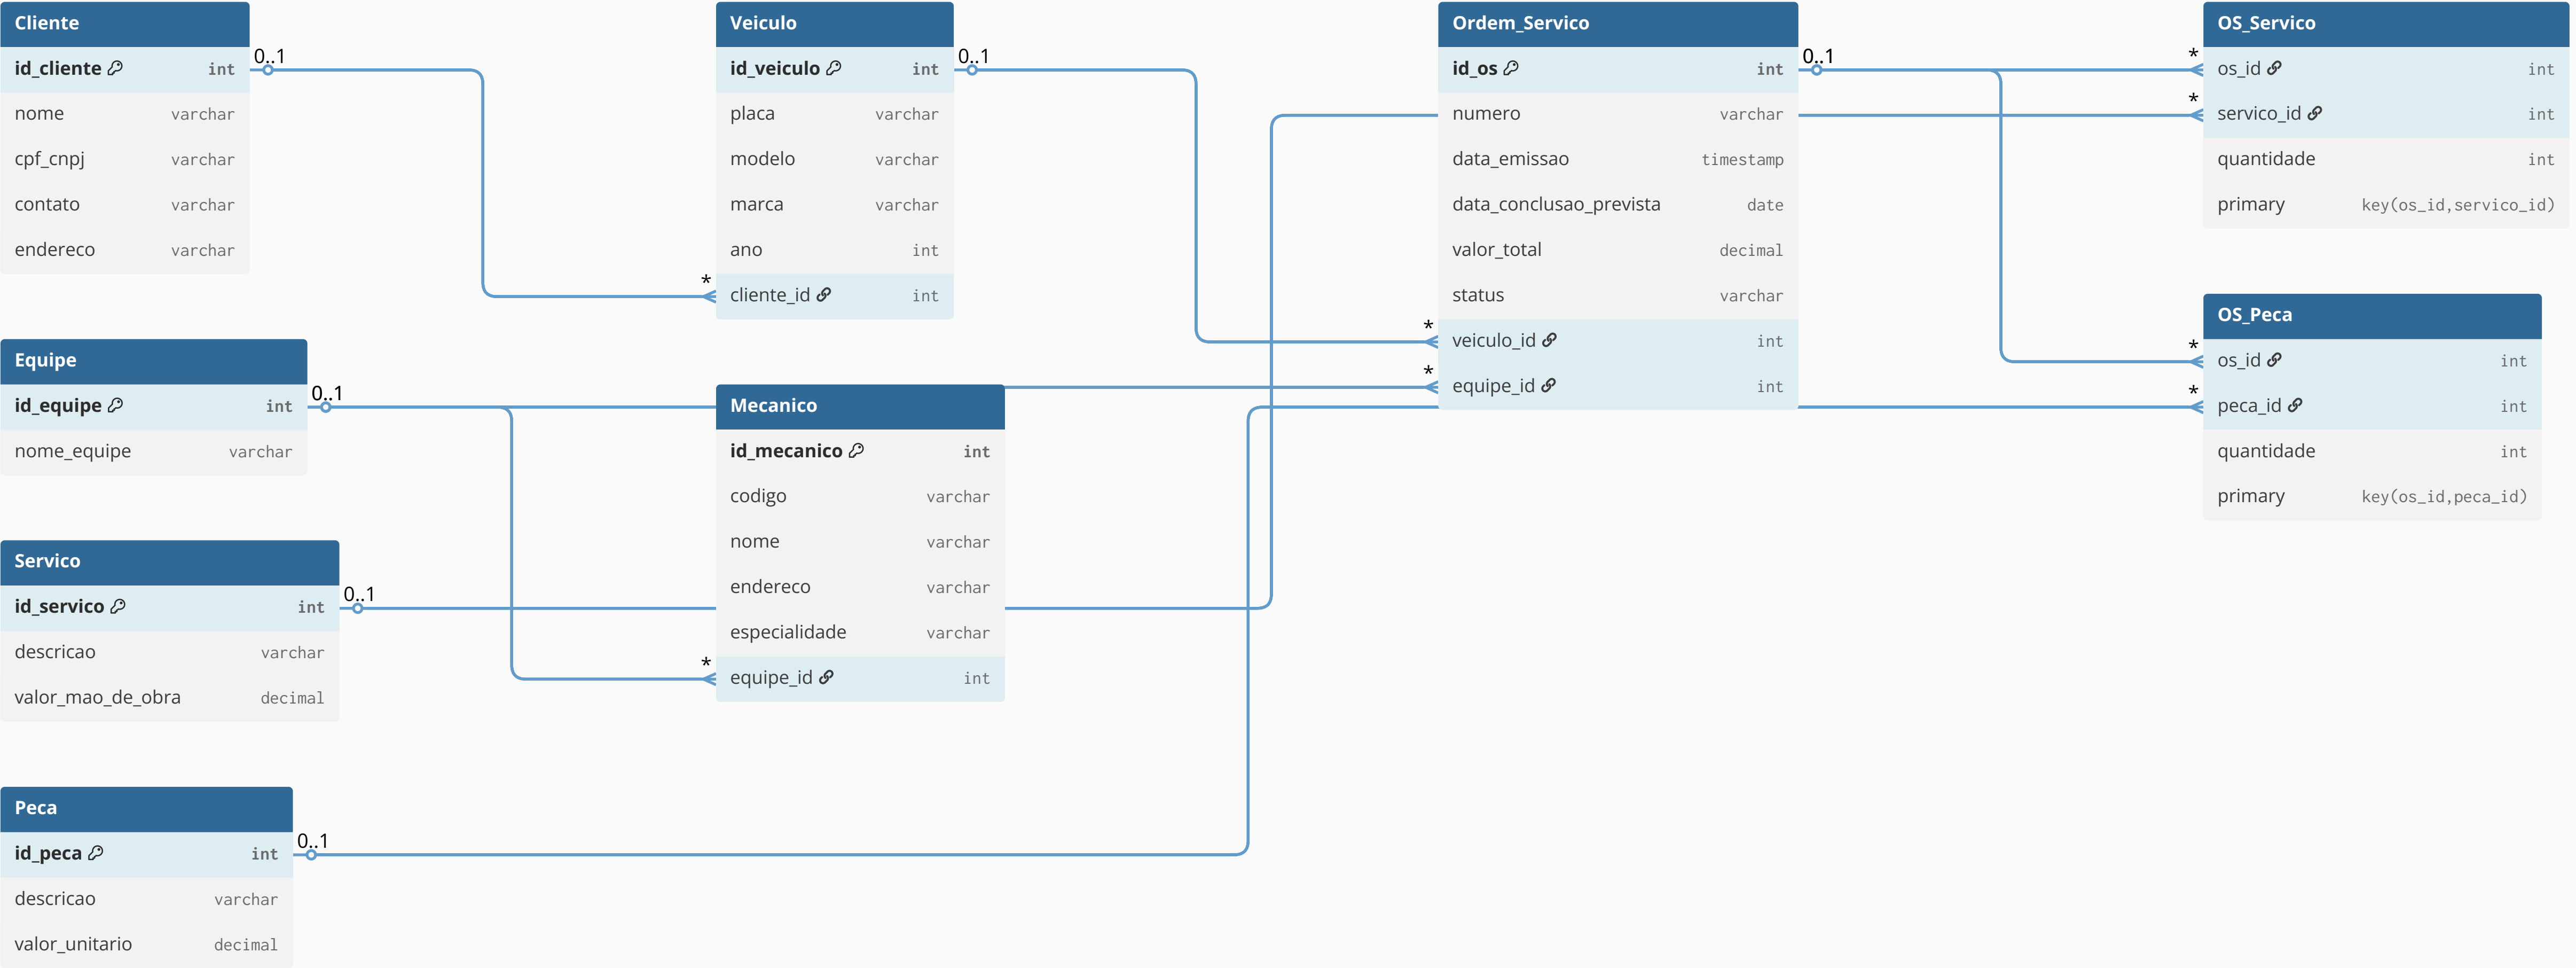 Cliente
0..1
id_cliente int
nome varchar
cpf_cnpj varchar
contato varchar
endereco varchar
Veiculo
0..1
id_veiculo int
placa varchar
modelo varchar
marca varchar
ano int
*
cliente_id int
Ordem_Servico
0..1
id_os int
numero varchar
data_emissao timestamp
data_conclusao_prevista date
valor_total decimal
status varchar
*
veiculo_id int
*
equipe_id int
OS_Servico
*
os_id int
*
servico_id int
quantidade int
primary key(os_id,servico_id)
OS_Peca
*
os_id int
*
peca_id int
quantidade int
primary key(os_id,peca_id)
Equipe
0..1
id_equipe int
nome_equipe varchar
Mecanico
id_mecanico int
codigo varchar
nome varchar
endereco varchar
especialidade varchar
*
equipe_id int
Servico
0..1
id_servico int
descricao varchar
valor_mao_de_obra decimal
Peca
0..1
id_peca int
descricao varchar
valor_unitario decimal